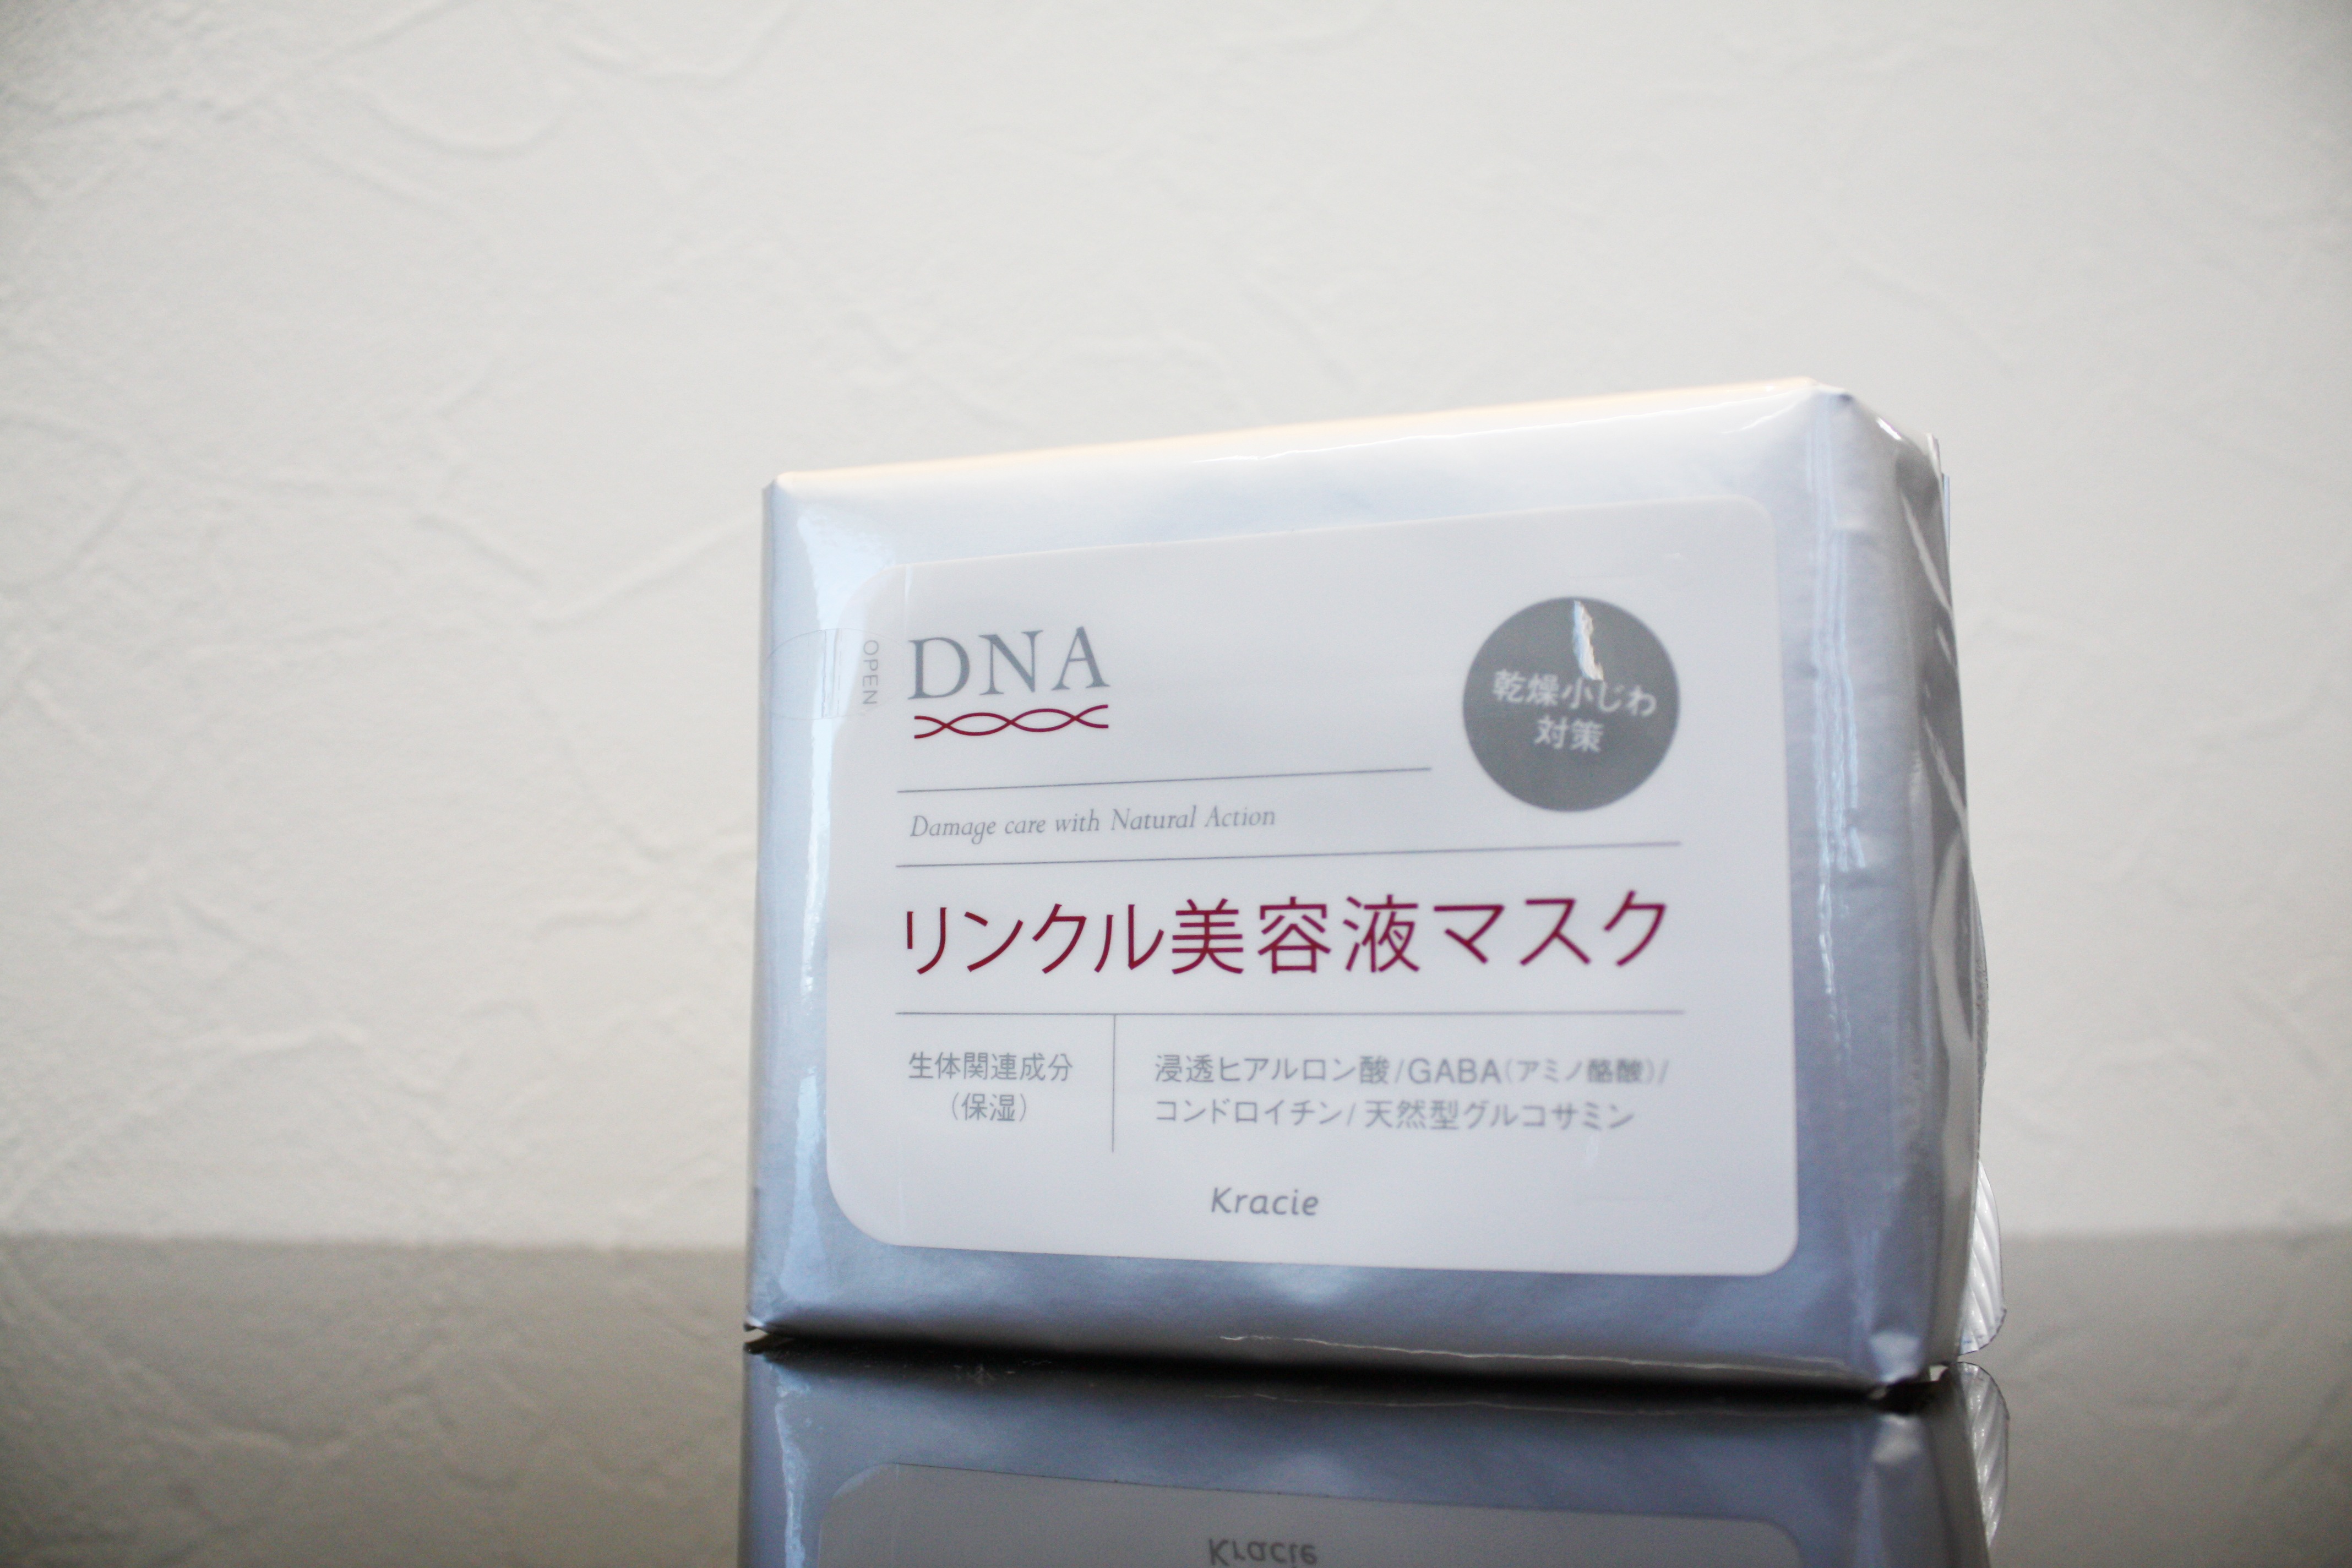 OPEN
DNA
乾燥小じわ
対策
Damage care with Natural Action
リンクル美容液マスク
生体関連成分
(保湿)
浸透ヒアルロン酸/GABA(アミノ酪酸)/
コンドロイチン/天然型グルコサミン
Kracie
Kracie